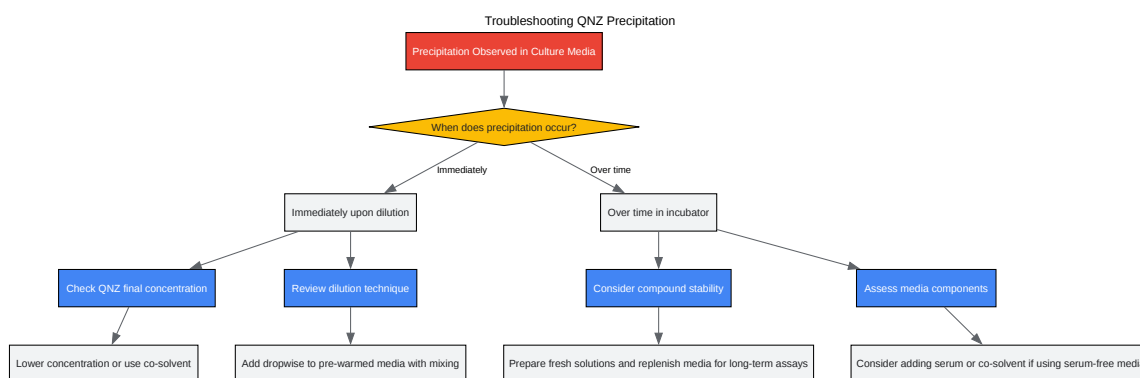 Troubleshooting QNZ Precipitation
Precipitation Observed in Culture Media
When does precipitation occur?
Immediately
Over time
Immediately upon dilution
Over time in incubator
Check QNZ final concentration
Review dilution technique
Consider compound stability
Assess media components
Lower concentration or use co-solvent
Add dropwise to pre-warmed media with mixing
Prepare fresh solutions and replenish media for long-term assays
Consider adding serum or co-solvent if using serum-free